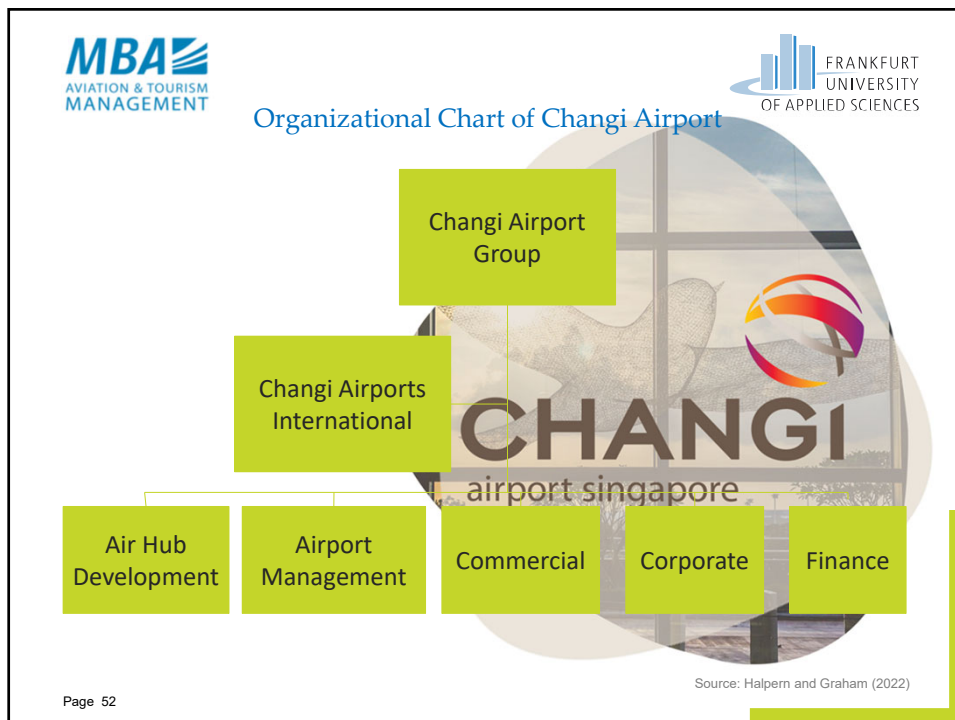 MBA
AVIATION & TOURISM
MANAGEMENT
FRANKFURT
UNIVERSITY
OF APPLIED SCIENCES
Organizational Chart of Changi Airport
Changi Airport
Group
Changi Airports
International
CHANGI
airport singapore
Air Hub
Development
Airport
Management
Commercial
Corporate
Finance
Source: Halpern and Graham (2022)
Page 52